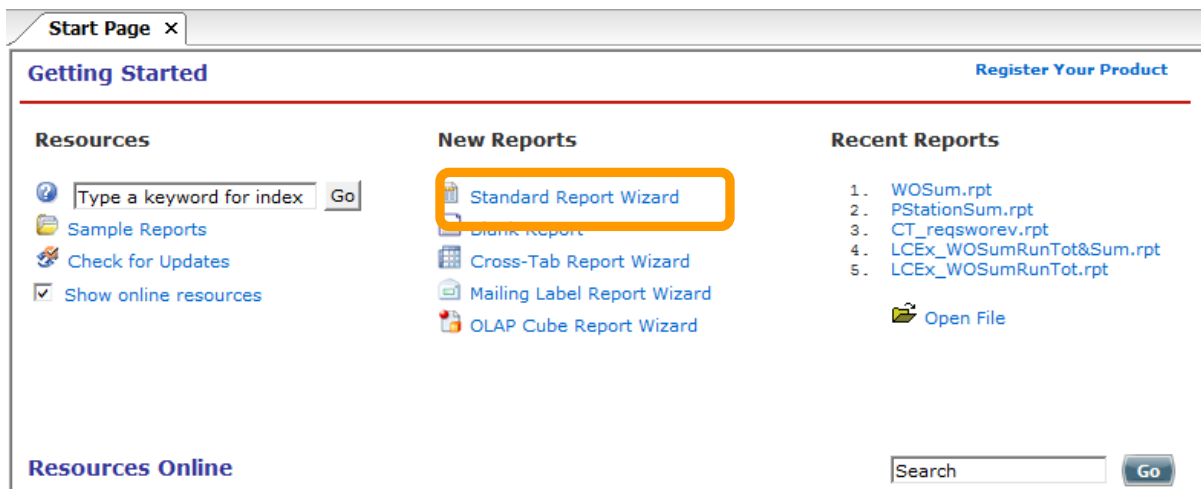 Start Page X
Getting Started
Register Your Product
Resources
Type a keyword for index Go
Sample Reports
Check for Updates
Show online resources
New Reports
Standard Report Wizard
Blank Report
Cross-Tab Report Wizard
Mailing Label Report Wizard
OLAP Cube Report Wizard
Recent Reports
1. WOSum.rpt
2. PStationSum.rpt
3. CT_reqsworev.rpt
4. LCEx_WOSumRunTot&Sum.rpt
5. LCEx_WOSumRunTot.rpt
Open File
Resources Online
Search Go